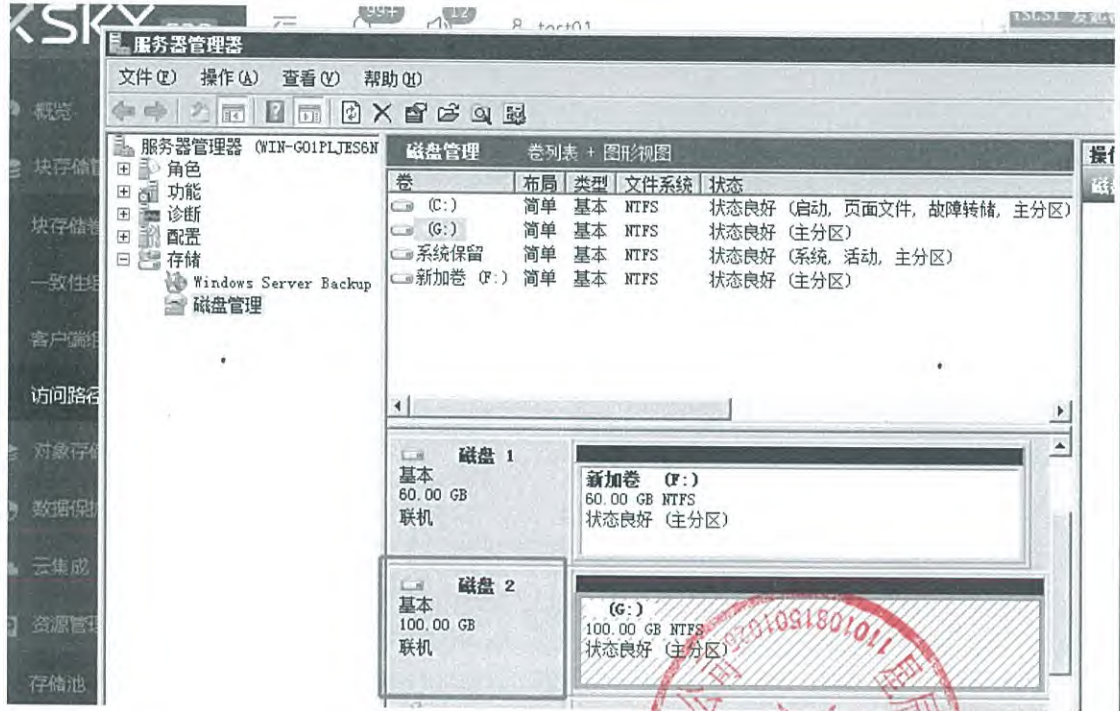 XSKY
99+
12
test01
服务器管理器
文件(F) 操作(A) 查看(V) 帮助(H)
概览
块存储
块存储卷
一致性组
客户端组
访问路径
对象存储
数据保护
云集成
资源管理
存储池
服务器管理器 (WIN-GO1PLJES6N
角色
功能
诊断
配置
存储
Windows Server Backup
磁盘管理
磁盘管理 卷列表 + 图形视图
卷 布局 类型 文件系统 状态
(C:) 简单 基本 NTFS 状态良好 (启动, 页面文件, 故障转储, 主分区)
(G:) 简单 基本 NTFS 状态良好 (主分区)
系统保留 简单 基本 NTFS 状态良好 (系统, 活动, 主分区)
新加卷 (F:) 简单 基本 NTFS 状态良好 (主分区)
磁盘 1
基本
60.00 GB
联机
新加卷 (F:)
60.00 GB NTFS
状态良好 (主分区)
磁盘 2
基本
100.00 GB
联机
(G:)
100.00 GB NTFS
状态良好 (主分区)